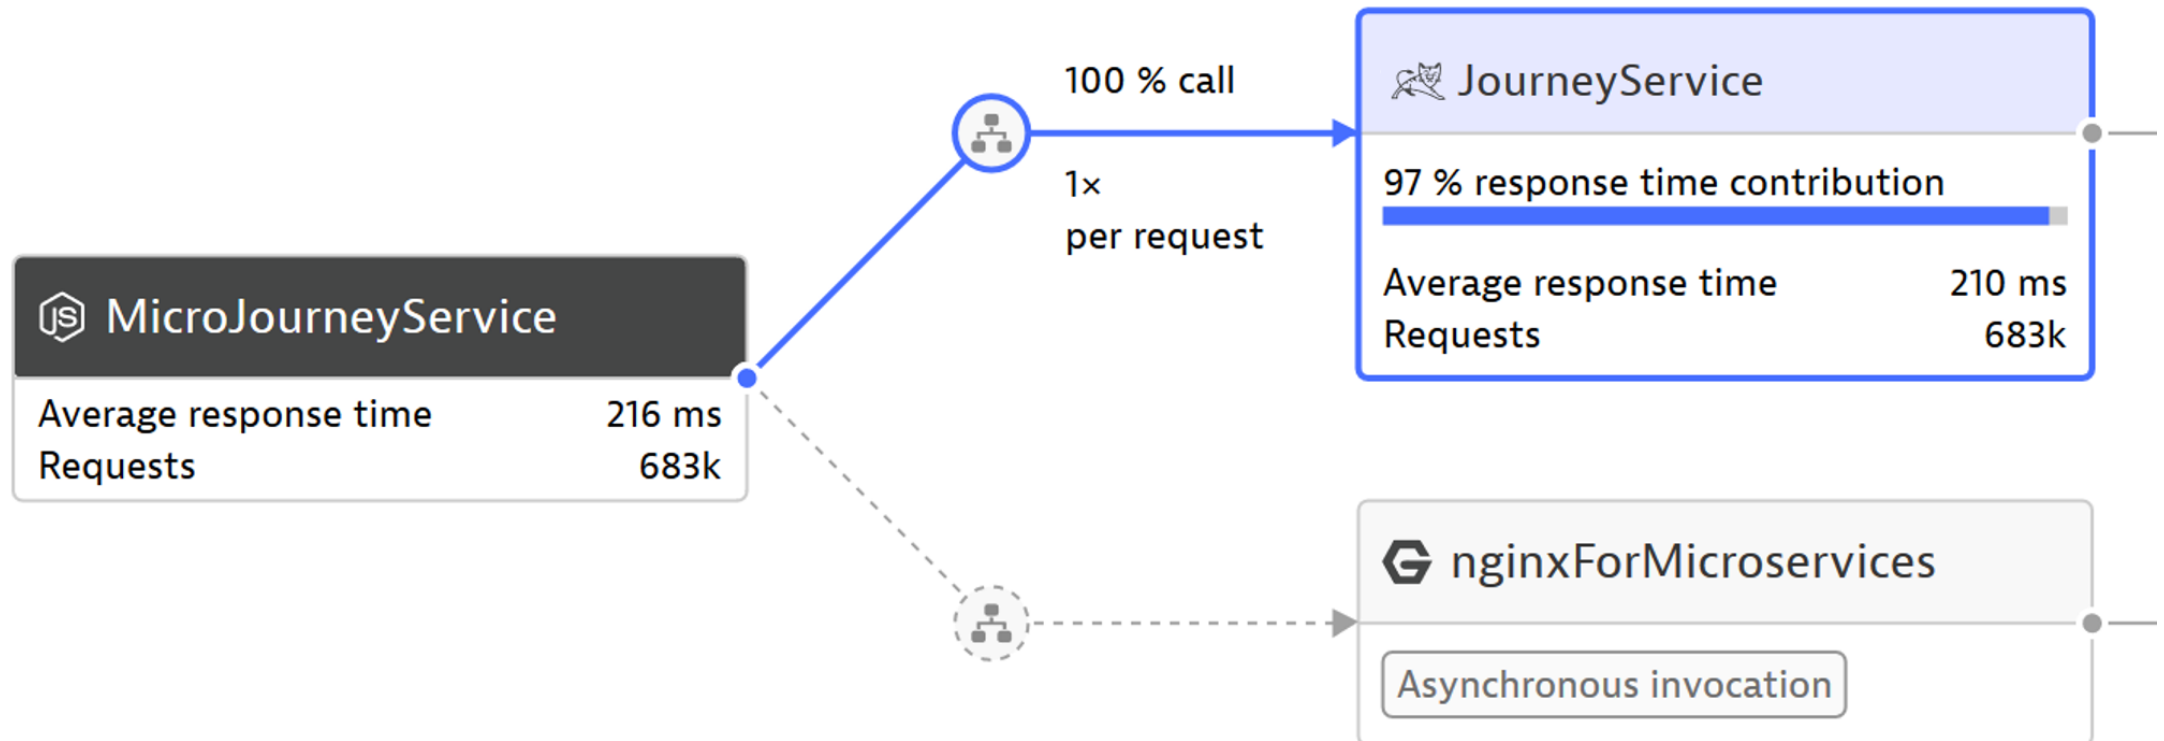 100 % call
JourneyService
1×
per request
97 % response time contribution
Average response time 210 ms
Requests 683k
JS MicroJourneyService
Average response time 216 ms
Requests 683k
nginxForMicroservices
Asynchronous invocation